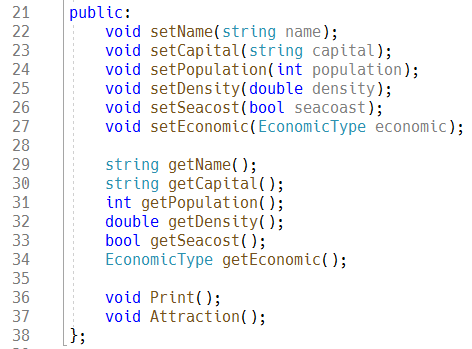 21 public:
22 void setName(string name);
23 void setCapital(string capital);
24 void setPopulation(int population);
25 void setDensity(double density);
26 void setSeacost(bool seacoast);
27 void setEconomic(EconomicType economic);
28
29 string getName();
30 string getCapital();
31 int getPopulation();
32 double getDensity();
33 bool getSeacost();
34 EconomicType getEconomic();
35
36 void Print();
37 void Attraction();
38 };